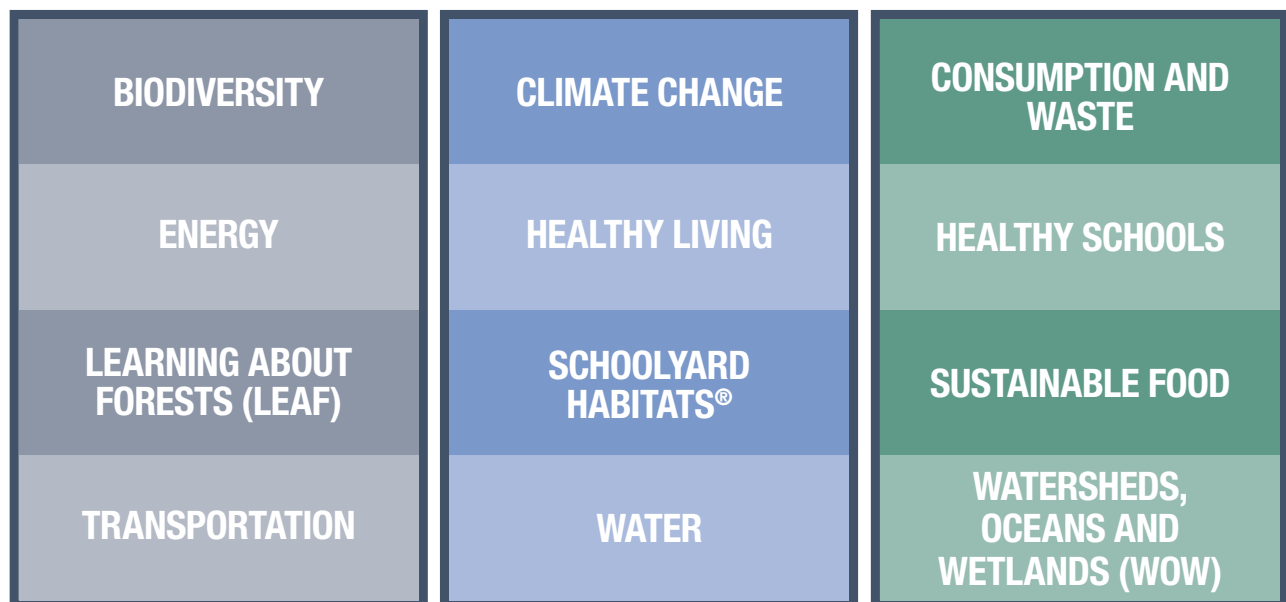 BIODIVERSITY
CLIMATE CHANGE
CONSUMPTION AND
WASTE
ENERGY
HEALTHY LIVING
HEALTHY SCHOOLS
LEARNING ABOUT
FORESTS (LEAF)
SCHOOLYARD
HABITATS®
SUSTAINABLE FOOD
TRANSPORTATION
WATER
WATERSHEDS,
OCEANS AND
WETLANDS (WOW)